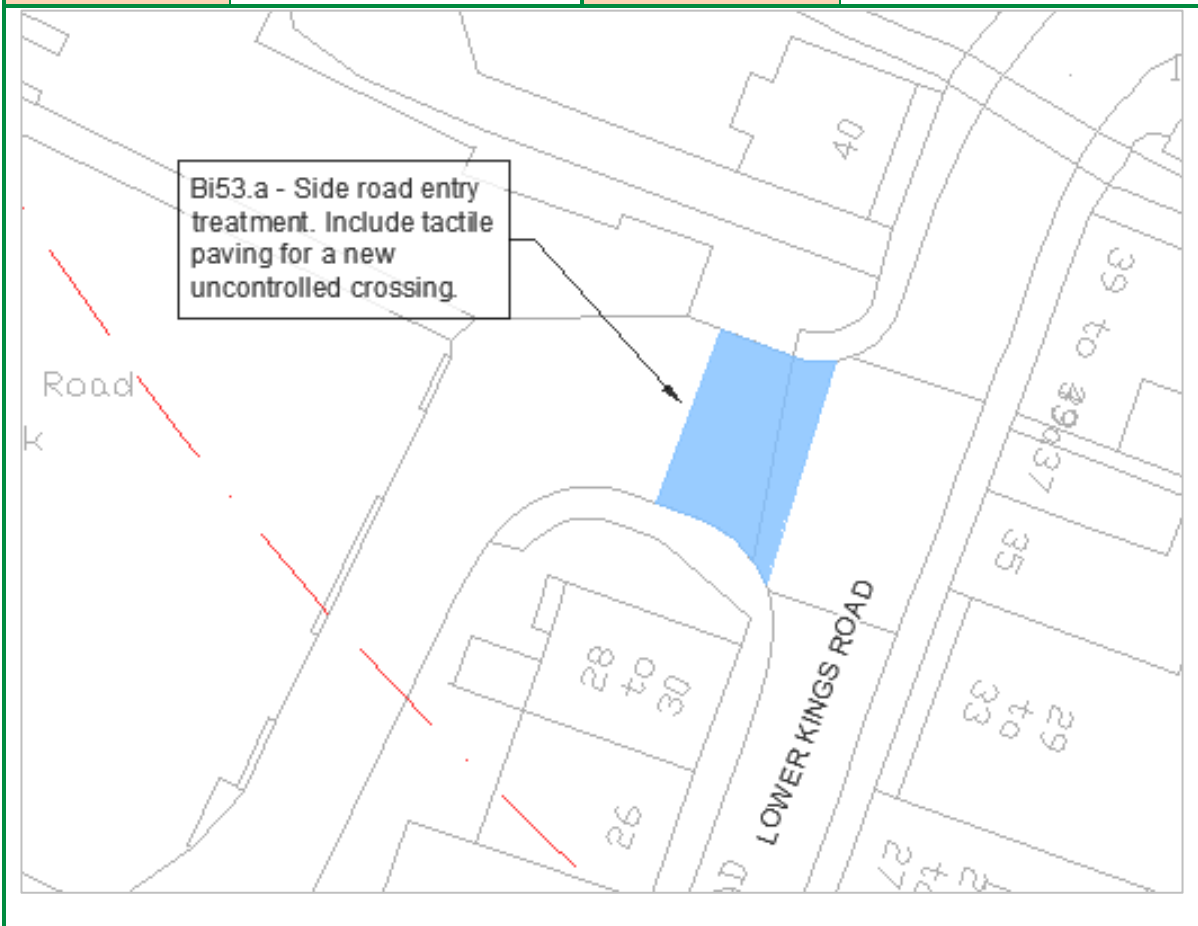 40
Bi53.a - Side road entry
treatment. Include tactile
paving for a new
uncontrolled crossing.
39
to
Road
k
37
35
28
to
30
LOWER KINGS ROAD
33
to
29
26
27